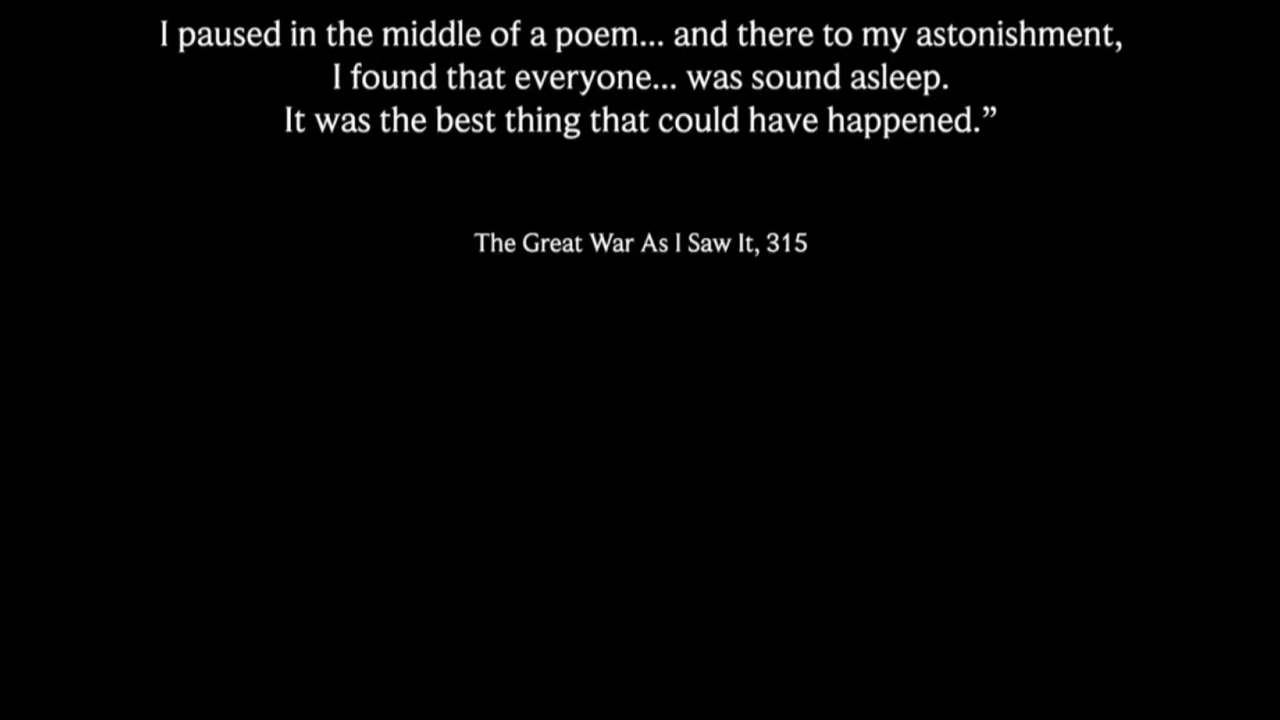 I paused in the middle of a poem... and there to my astonishment,
I found that everyone... was sound asleep.
It was the best thing that could have happened.”
The Great War As I Saw It, 315